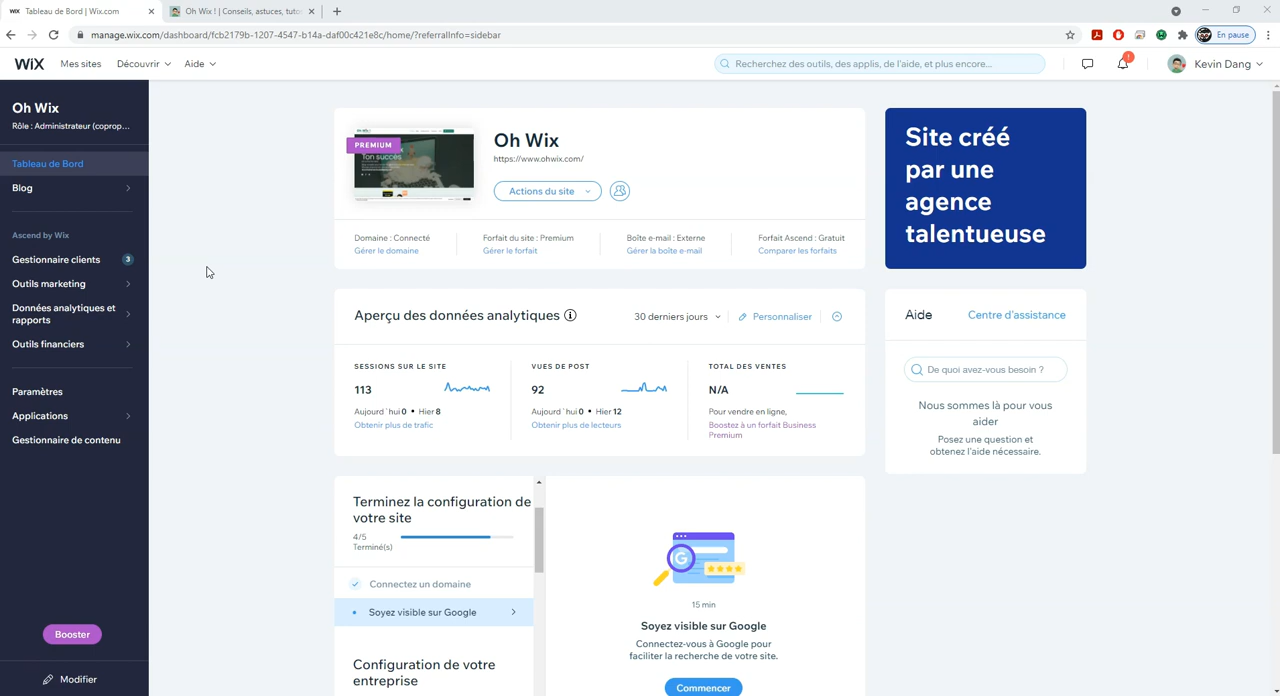 Tableau de Bord | Wix.com
Oh Wix ! | Conseils, astuces, tuto
manage.wix.com/dashboard/fcb2179b-1207-4547-b14a-daf00c421e8c/home/?referralInfo=sidebar
En pause
WiX
Mes sites
Découvrir
Aide
Recherchez des outils, des applis, de l'aide, et plus encore...
1
Kevin Dang
Oh Wix
Rôle : Administrateur (coprop...
Tableau de Bord
Blog
Ascend by Wix
Gestionnaire clients
3
Outils marketing
Données analytiques et
rapports
Outils financiers
Paramètres
Applications
Gestionnaire de contenu
Booster
Modifier
PREMIUM
Oh Wix
https://www.ohwix.com/
Actions du site
Domaine : Connecté
Gérer le domaine
Forfait du site : Premium
Gérer le forfait
Boîte e-mail : Externe
Gérer la boîte e-mail
Forfait Ascend : Gratuit
Comparer les forfaits
Site créé
par une
agence
talentueuse
Aperçu des données analytiques
30 derniers jours
Personnaliser
SESSIONS SUR LE SITE
113
Aujourd`hui 0 • Hier 8
Obtenir plus de trafic
VUES DE POST
92
Aujourd`hui 0 • Hier 12
Obtenir plus de lecteurs
TOTAL DES VENTES
N/A
Pour vendre en ligne,
Boostez à un forfait Business
Premium
Aide
Centre d'assistance
De quoi avez-vous besoin ?
Nous sommes là pour vous
aider
Posez une question et
obtenez l'aide nécessaire.
Terminez la configuration de
votre site
4/5
Terminé(s)
Connectez un domaine
Soyez visible sur Google
Configuration de votre
entreprise
G
15 min
Soyez visible sur Google
Connectez-vous à Google pour
faciliter la recherche de votre site.
Commencer